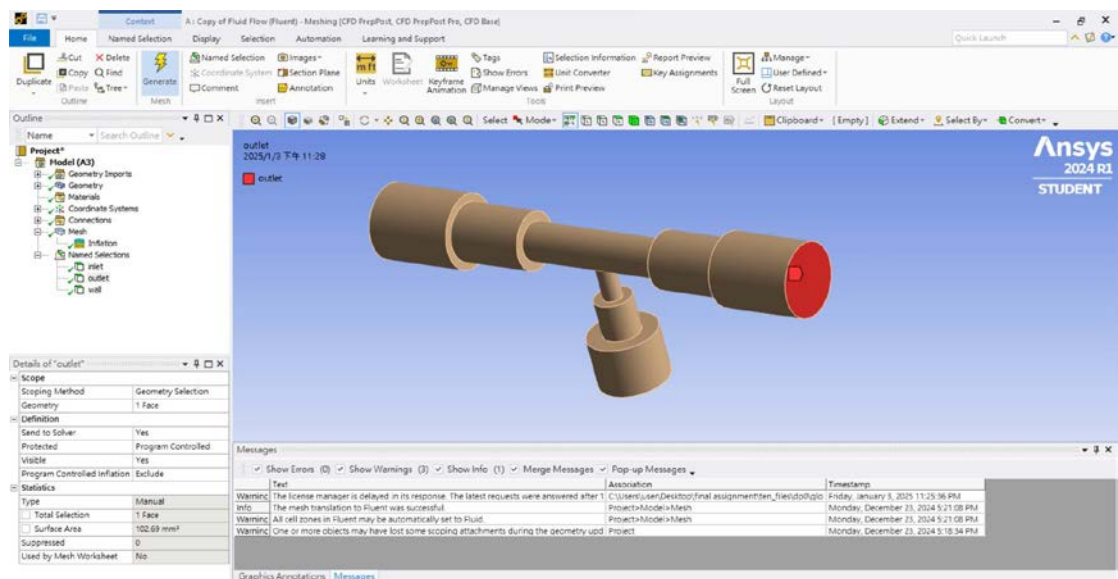 Context
A : Copy of Fluid Flow (Fluent) - Meshing [CFD PrepPost, CFD PrepPost Pro, CFD Base]
File Home Named Selection Display Selection Automation Learning and Support
Quick Launch
Duplicate
Cut
Copy
Paste
Delete
Find
Tree
Outline
Generate
Mesh
Named Selection
Coordinate System
Comment
Images
Section Plane
Annotation
Insert
Units
Worksheet
Keyframe Animation
Tags
Show Errors
Manage Views
Selection Information
Unit Converter
Print Preview
Report Preview
Key Assignments
Tools
Full Screen
Manage
User Defined
Reset Layout
Layout
Outline
Name Search Outline
Select Mode Clipboard [Empty] Extend Select By Convert
Project*
Model (A3)
Geometry Imports
Geometry
Materials
Coordinate Systems
Connections
Mesh
Inflation
Named Selections
inlet
outlet
wall
outlet
2025/1/3 下午 11:28
outlet
Ansys
2024 R1
STUDENT
Details of "outlet"
Scope
Scoping Method Geometry Selection
Geometry 1 Face
Definition
Send to Solver Yes
Protected Program Controlled
Visible Yes
Program Controlled Inflation Exclude
Statistics
Type Manual
Total Selection 1 Face
Surface Area 102.69 mm²
Suppressed 0
Used by Mesh Worksheet No
Messages
Show Errors (0) Show Warnings (3) Show Info (1) Merge Messages Pop-up Messages
Text Association Timestamp
Warning The license manager is delayed in its response. The latest requests were answered after 1 C:\Users\user\Desktop\final assignment\ten_files\dp0\glo Friday, January 3, 2025 11:25:36 PM
Info The mesh translation to Fluent was successful. Project>Model>Mesh Monday, December 23, 2024 5:21:08 PM
Warning All cell zones in Fluent may be automatically set to Fluid. Project>Model>Mesh Monday, December 23, 2024 5:21:08 PM
Warning One or more objects may have lost some scoping attachments during the geometry upd Project Monday, December 23, 2024 5:18:34 PM
Graphics Annotations Messages